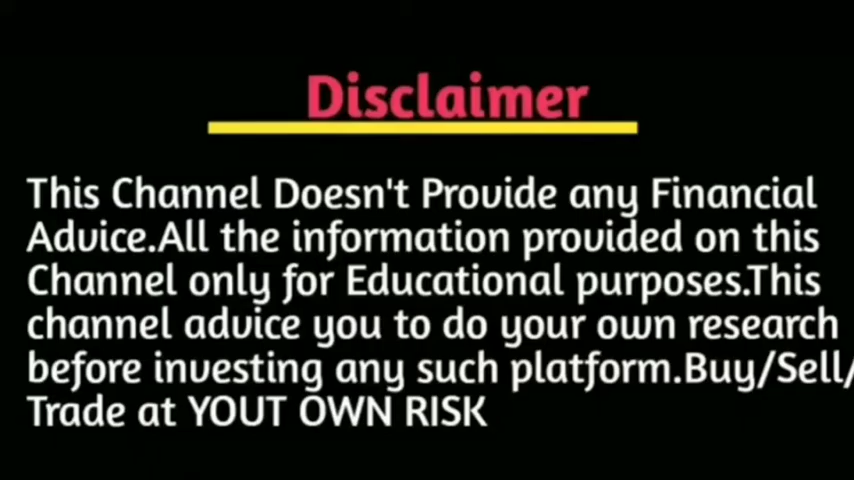 Disclaimer
This Channel Doesn't Provide any Financial
Advice.All the information provided on this
Channel only for Educational purposes.This
channel advice you to do your own research
before investing any such platform.Buy/Sell/
Trade at YOUT OWN RISK